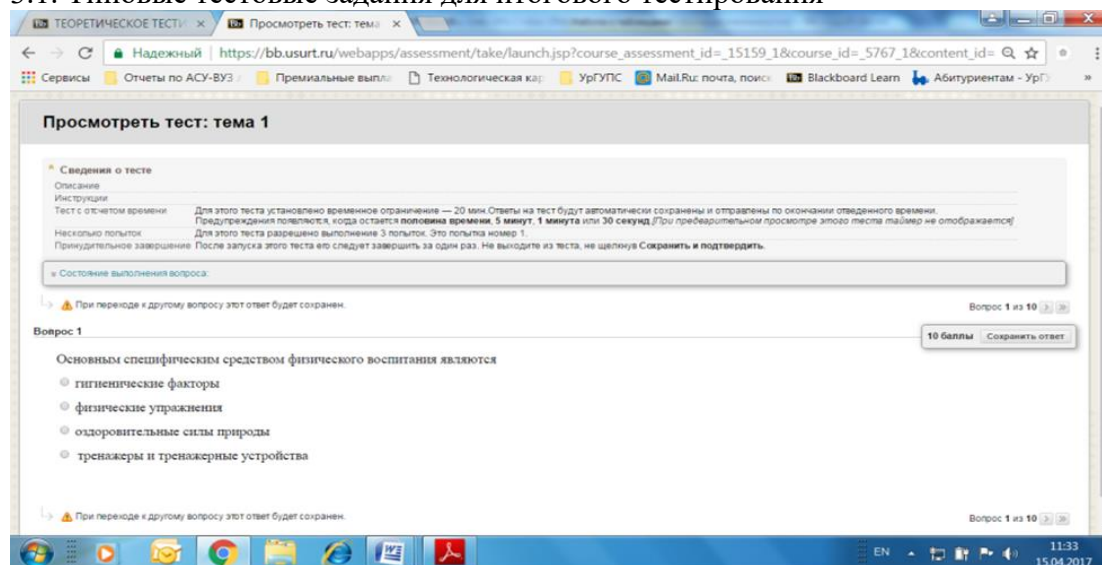 3.1. Типовые тестовые задания для итогового тестирования
ТЕОРЕТИЧЕСКОЕ ТЕСТИ
Просмотреть тест: тема
Надежный https://bb.usurt.ru/webapps/assessment/take/launch.jsp?course_assessment_id=_15159_1&course_id=_5767_1&content_id=
Сервисы Отчеты по АСУ-ВУЗ Премиальные выпла Технологическая кар УрГУПС Mail.Ru: почта, поиск Blackboard Learn Абитуриентам - УрГ »
Просмотреть тест: тема 1
* Сведения о тесте
Описание
Инструкции
Тест с отсчетом времени Для этого теста установлено временное ограничение — 20 мин.Ответы на тест будут автоматически сохранены и отправлены по окончании отведенного времени.
Предупреждения появляются, когда остается половина времени, 5 минут, 1 минута или 30 секунд.[При предварительном просмотре этого теста таймер не отображается]
Несколько попыток Для этого теста разрешено выполнение 3 попыток. Это попытка номер 1.
Принудительное завершение После запуска этого теста его следует завершить за один раз. Не выходите из теста, не щелкнув Сохранить и подтвердить.
Состояние выполнения вопроса:
При переходе к другому вопросу этот ответ будет сохранен.
Вопрос 1 из 10
Вопрос 1
10 баллы Сохранить ответ
Основным специфическим средством физического воспитания являются
гигиенические факторы
физические упражнения
оздоровительные силы природы
тренажеры и тренажерные устройства
При переходе к другому вопросу этот ответ будет сохранен.
Вопрос 1 из 10
EN
11:33
15.04.2017